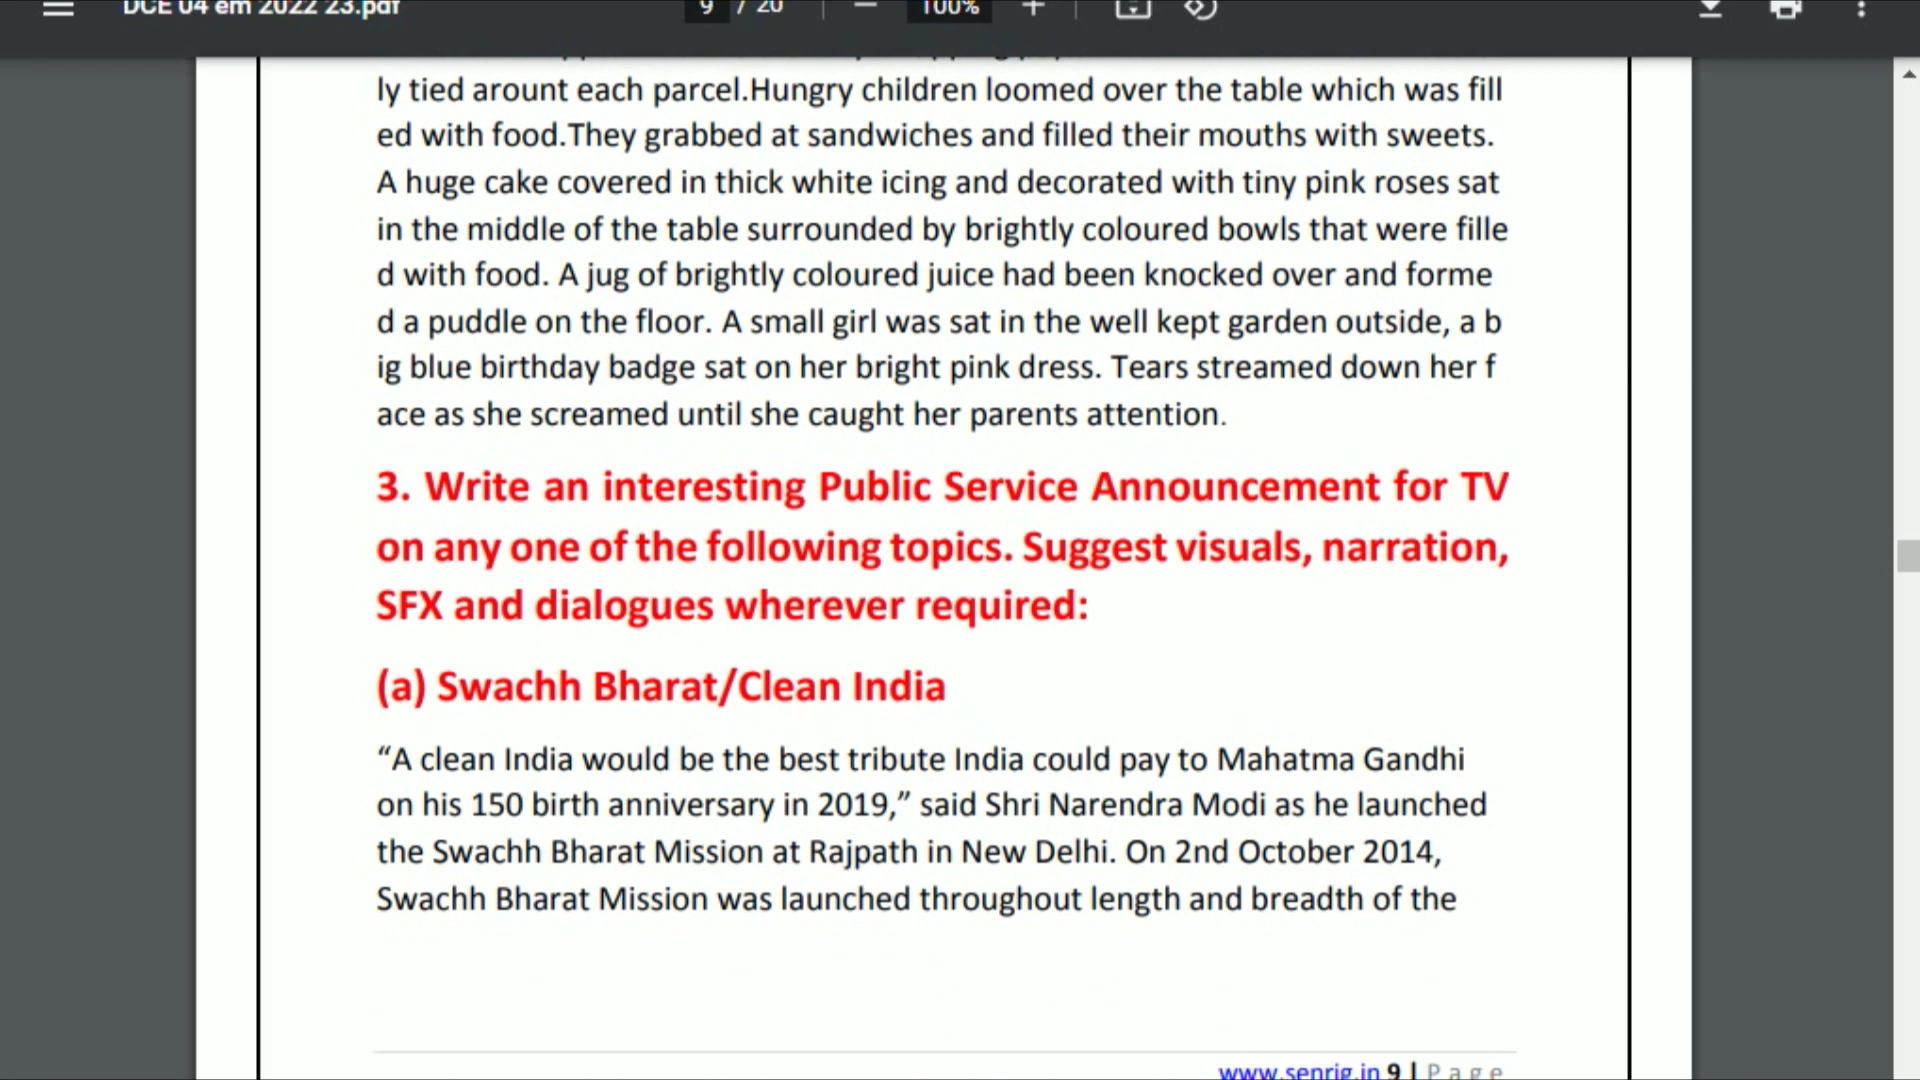 DCE 04 em 2022 23.pdf 9 / 20 100%
ly tied arount each parcel.Hungry children loomed over the table which was fill
ed with food.They grabbed at sandwiches and filled their mouths with sweets.
A huge cake covered in thick white icing and decorated with tiny pink roses sat
in the middle of the table surrounded by brightly coloured bowls that were fille
d with food. A jug of brightly coloured juice had been knocked over and forme
d a puddle on the floor. A small girl was sat in the well kept garden outside, a b
ig blue birthday badge sat on her bright pink dress. Tears streamed down her f
ace as she screamed until she caught her parents attention.
3. Write an interesting Public Service Announcement for TV
on any one of the following topics. Suggest visuals, narration,
SFX and dialogues wherever required:
(a) Swachh Bharat/Clean India
“A clean India would be the best tribute India could pay to Mahatma Gandhi
on his 150 birth anniversary in 2019,” said Shri Narendra Modi as he launched
the Swachh Bharat Mission at Rajpath in New Delhi. On 2nd October 2014,
Swachh Bharat Mission was launched throughout length and breadth of the
www.senrig.in 9 | Page